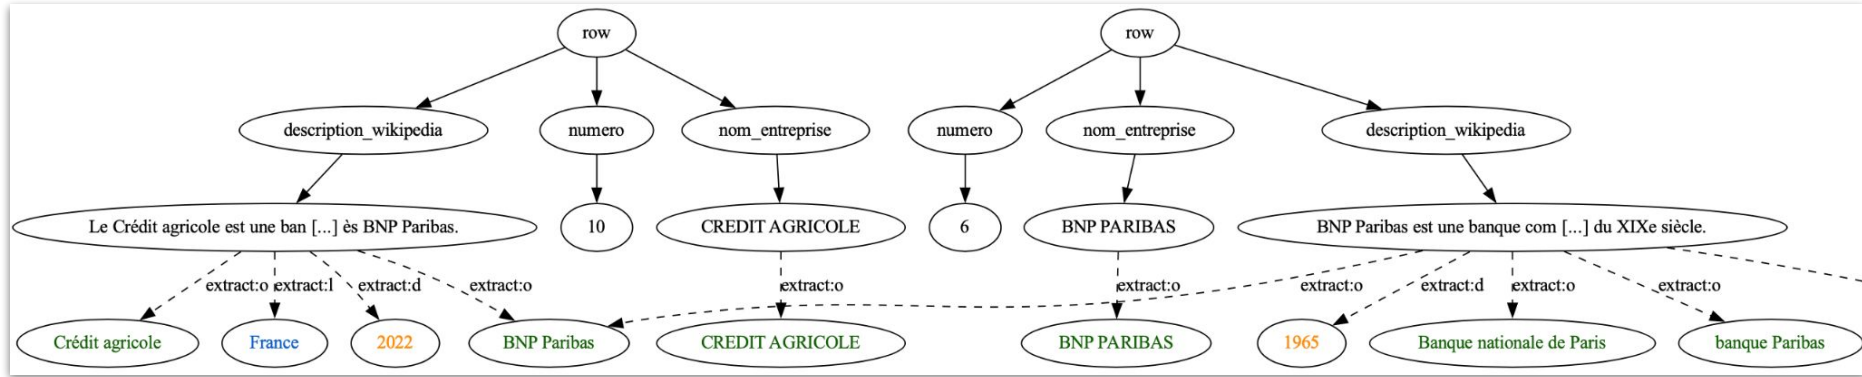 row
row
description_wikipedia
numero
nom_entreprise
numero
nom_entreprise
description_wikipedia
Le Crédit agricole est une ban [...] ès BNP Paribas.
10
CREDIT AGRICOLE
6
BNP PARIBAS
BNP Paribas est une banque com [...] du XIXe siècle.
extract:o
extract:l
extract:d
extract:o
extract:o
extract:o
extract:o
extract:d
extract:o
extract:o
Crédit agricole
France
2022
BNP Paribas
CREDIT AGRICOLE
BNP PARIBAS
1965
Banque nationale de Paris
banque Paribas